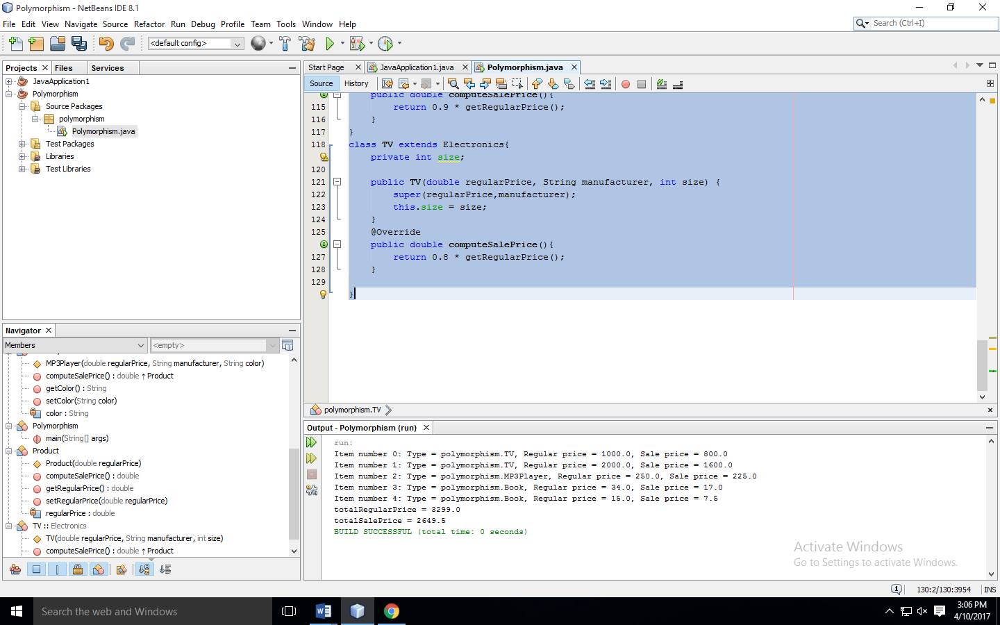 Polymorphism - NetBeans IDE 8.1
File Edit View Navigate Source Refactor Run Debug Profile Team Tools Window Help
Search (Ctrl+I)
<default config>
Projects Files Services
JavaApplication1
Polymorphism
Source Packages
polymorphism
Polymorphism.java
Test Packages
Libraries
Test Libraries
Navigator
Members <empty>
MP3Player(double regularPrice, String manufacturer, String color)
computeSalePrice() : double ↑ Product
getColor() : String
setColor(String color)
color : String
Polymorphism
main(String[] args)
Product
Product(double regularPrice)
computeSalePrice() : double
getRegularPrice() : double
setRegularPrice(double regularPrice)
regularPrice : double
TV :: Electronics
TV(double regularPrice, String manufacturer, int size)
computeSalePrice() : double ↑ Product
Start Page JavaApplication1.java Polymorphism.java
Source History
public double computeSalePrice(){
115 return 0.9 * getRegularPrice();
116 }
117 }
118 class TV extends Electronics{
private int size;
120
121 public TV(double regularPrice, String manufacturer, int size) {
122 super(regularPrice,manufacturer);
123 this.size = size;
124 }
125 @Override
public double computeSalePrice(){
127 return 0.8 * getRegularPrice();
128 }
129
}
polymorphism.TV
Output - Polymorphism (run)
run:
Item number 0: Type = polymorphism.TV, Regular price = 1000.0, Sale price = 800.0
Item number 1: Type = polymorphism.TV, Regular price = 2000.0, Sale price = 1600.0
Item number 2: Type = polymorphism.MP3Player, Regular price = 250.0, Sale price = 225.0
Item number 3: Type = polymorphism.Book, Regular price = 34.0, Sale price = 17.0
Item number 4: Type = polymorphism.Book, Regular price = 15.0, Sale price = 7.5
totalRegularPrice = 3299.0
totalSalePrice = 2649.5
BUILD SUCCESSFUL (total time: 0 seconds)
Activate Windows
Go to Settings to activate Windows.
1 130:2/130:3954 INS
Search the web and Windows
3:06 PM
4/10/2017